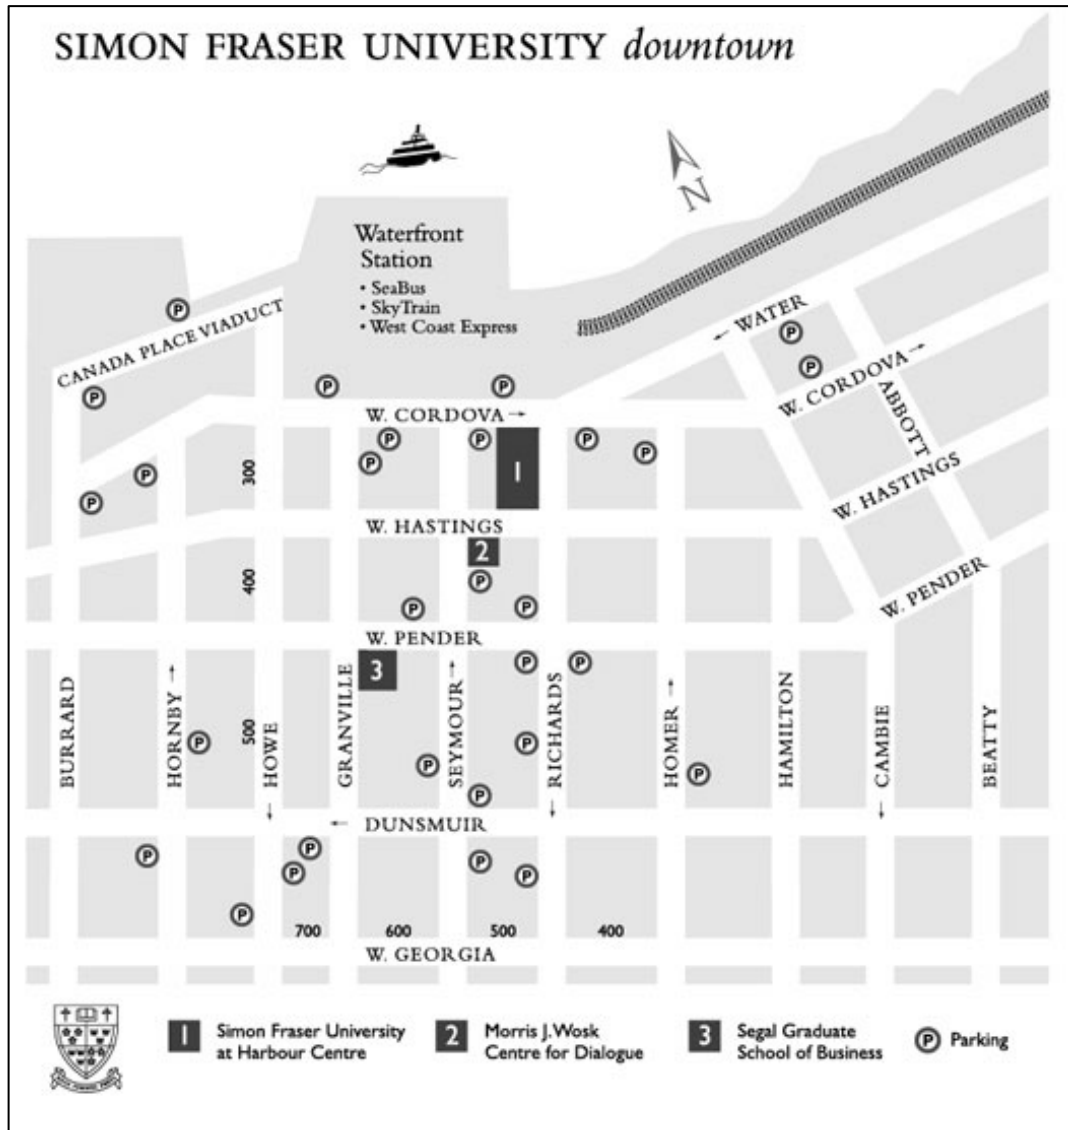 SIMON FRASER UNIVERSITY downtown
N
Waterfront
Station
• SeaBus
• SkyTrain
• West Coast Express
P
CANADA PLACE VIADUCT
← WATER
P
P
P
P
P
W. CORDOVA →
W. CORDOVA →
ABBOTT
P
P
P
P
P
P
1
300
P
P
W. HASTINGS
W. HASTINGS
2
400
P
P
P
W. PENDER
W. PENDER
3
P
P
BURRARD
HORNBY →
500
HOWE
←
GRANVILLE
SEYMOUR →
← RICHARDS
HOMER →
HAMILTON
← CAMBIE
BEATTY
P
P
P
P
P
← DUNSMUIR
P
P
P
P
P
P
700
600
500
400
W. GEORGIA
1
Simon Fraser University
at Harbour Centre
2
Morris J. Wosk
Centre for Dialogue
3
Segal Graduate
School of Business
P
Parking